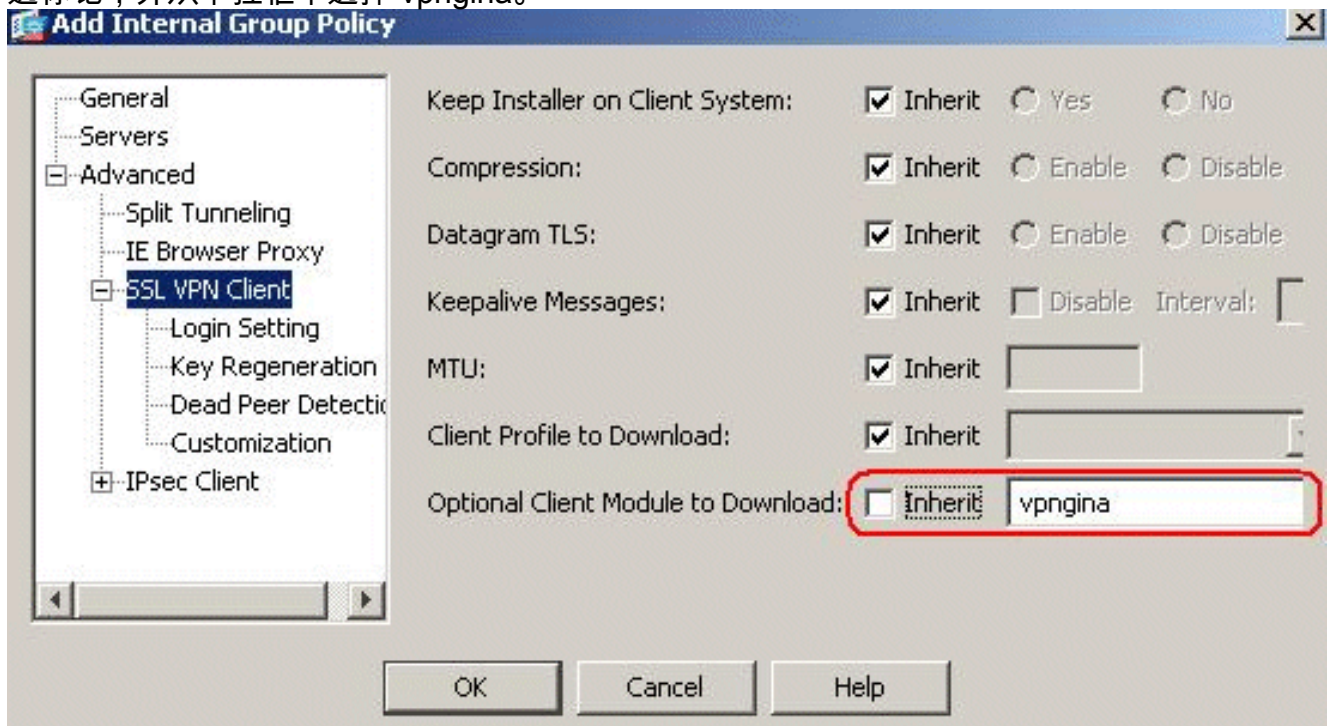 Add Internal Group Policy
General
Servers
Advanced
Split Tunneling
IE Browser Proxy
SSL VPN Client
Login Setting
Key Regeneration
Dead Peer Detectio
Customization
IPsec Client
Keep Installer on Client System: Inherit Yes No
Compression: Inherit Enable Disable
Datagram TLS: Inherit Enable Disable
Keepalive Messages: Inherit Disable Interval:
MTU: Inherit
Client Profile to Download: Inherit
Optional Client Module to Download: Inherit vpngina
OK Cancel Help